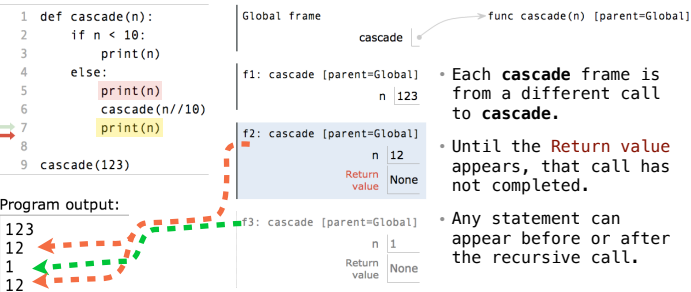 1 def cascade(n):
2 if n < 10:
3 print(n)
4 else:
5 print(n)
6 cascade(n//10)
7 print(n)
8
9 cascade(123)
Program output:
123
12
1
12
Global frame
cascade
func cascade(n) [parent=Global]
f1: cascade [parent=Global]
n 123
f2: cascade [parent=Global]
n 12
Return
value None
f3: cascade [parent=Global]
n 1
Return
value None
• Each cascade frame is
from a different call
to cascade.
• Until the Return value
appears, that call has
not completed.
• Any statement can
appear before or after
the recursive call.